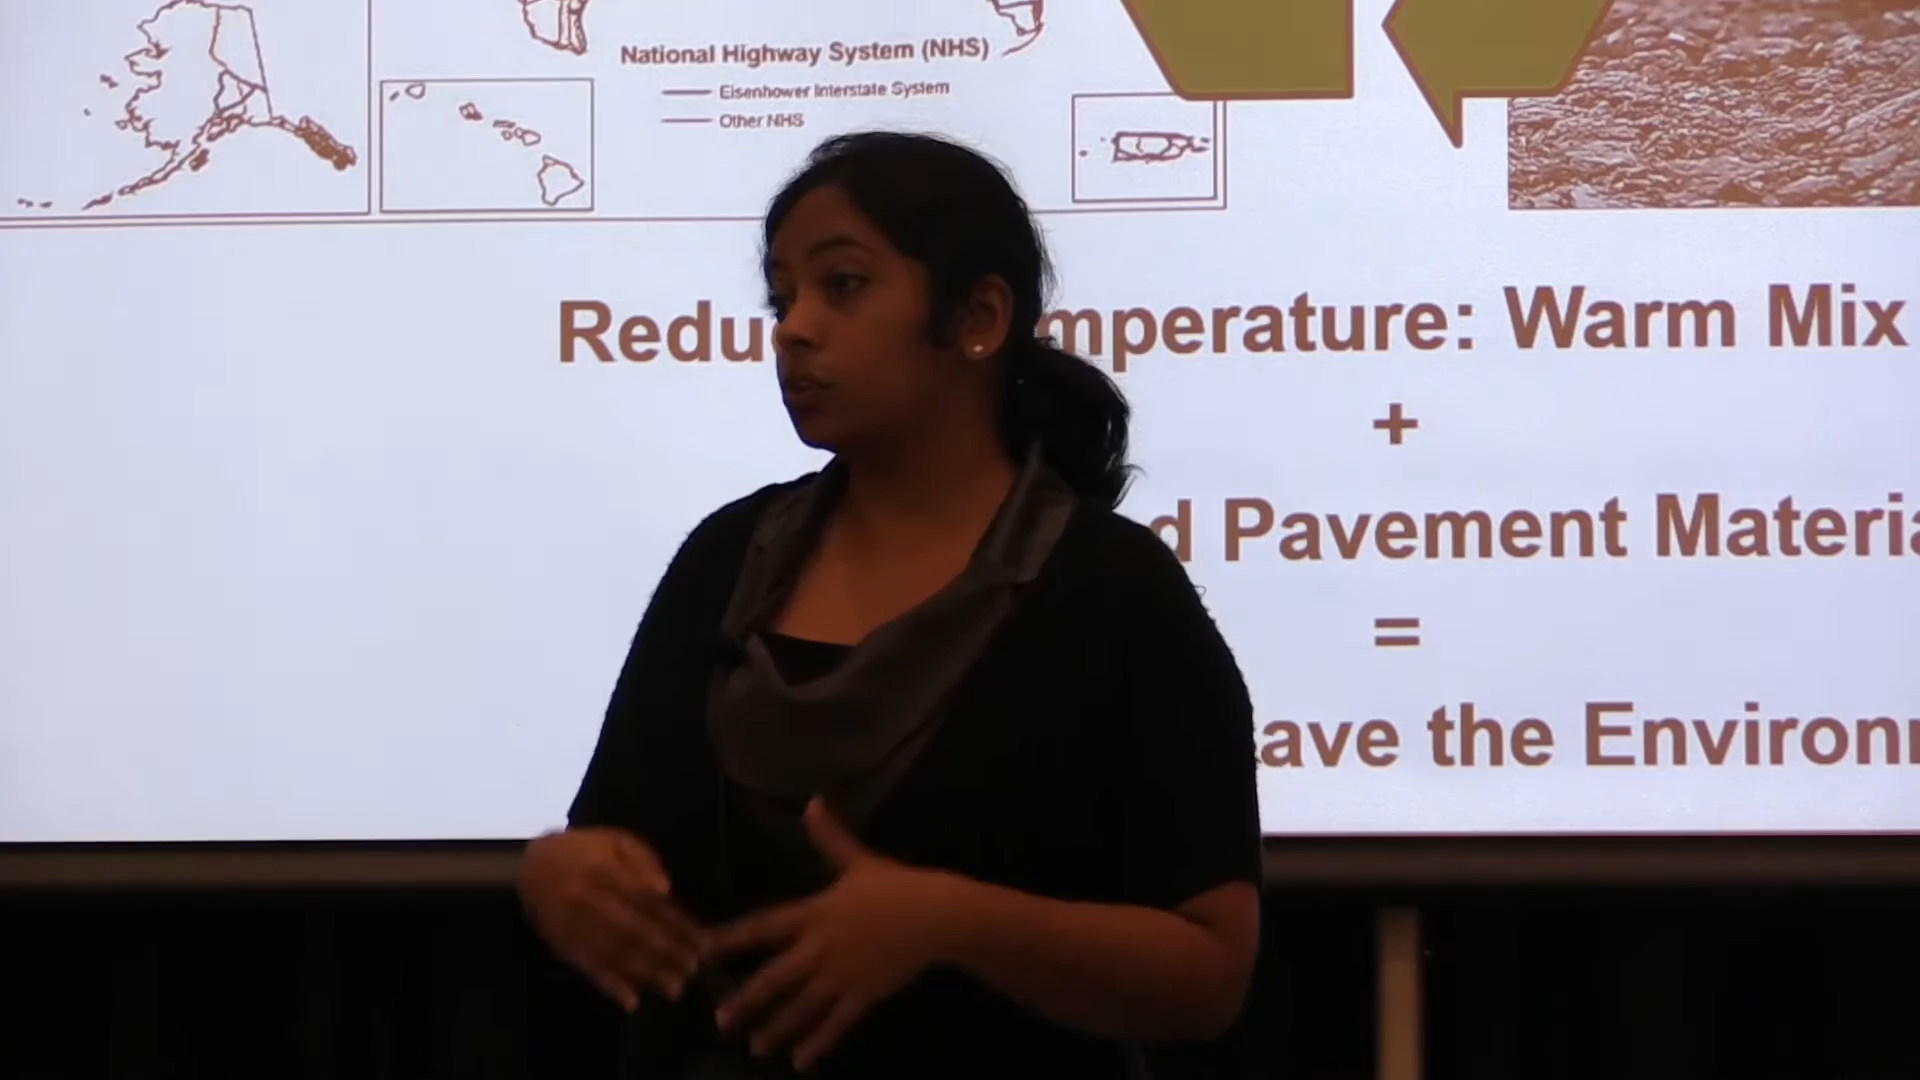 National Highway System (NHS)
Eisenhower Interstate System
Other NHS
Redu mperature: Warm Mix
+
d Pavement Materia
=
ave the Environ